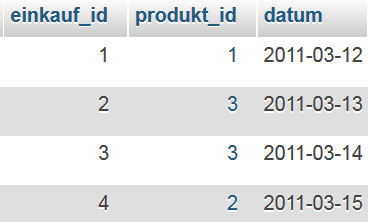 einkauf_id produkt_id datum
1 1 2011-03-12
2 3 2011-03-13
3 3 2011-03-14
4 2 2011-03-15